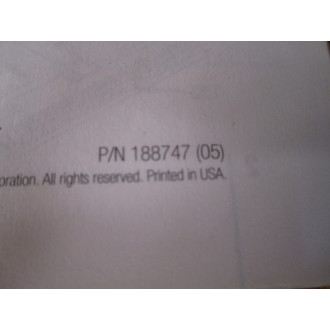 P/N 188747 (05)
oration. All rights reserved. Printed in USA.